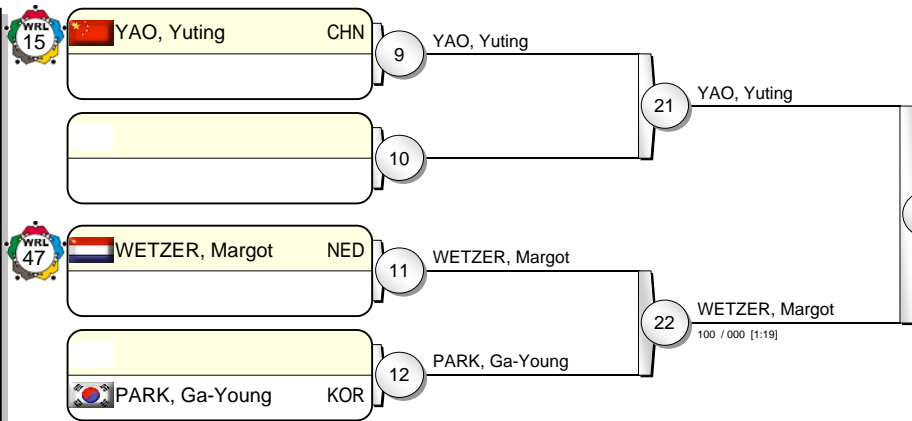 WRL
15
YAO, Yuting CHN
9
YAO, Yuting
21
YAO, Yuting
10
WRL
47
WETZER, Margot NED
11
WETZER, Margot
22
WETZER, Margot
100 / 000 [1:19]
12
PARK, Ga-Young
PARK, Ga-Young KOR